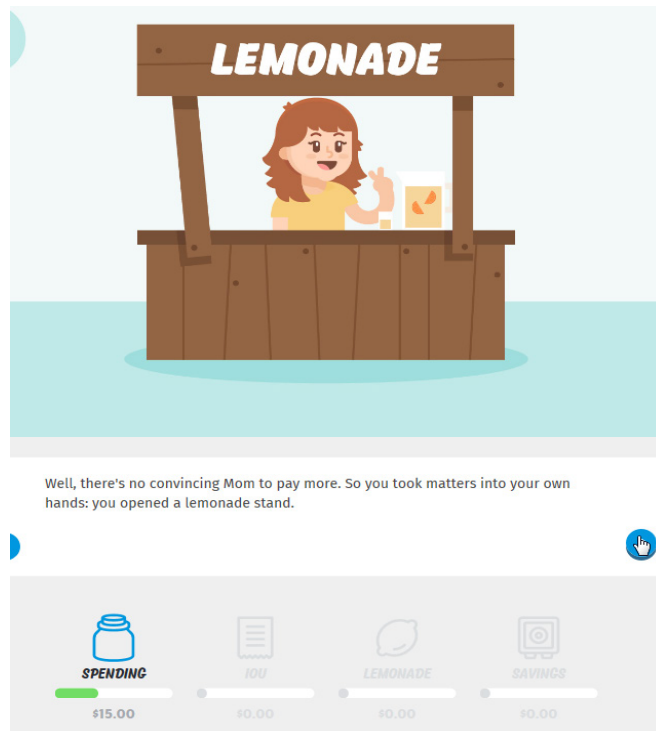 LEMONADE
Well, there's no convincing Mom to pay more. So you took matters into your own
hands: you opened a lemonade stand.
SPENDING IOU LEMONADE SAVINGS
$15.00 $0.00 $0.00 $0.00